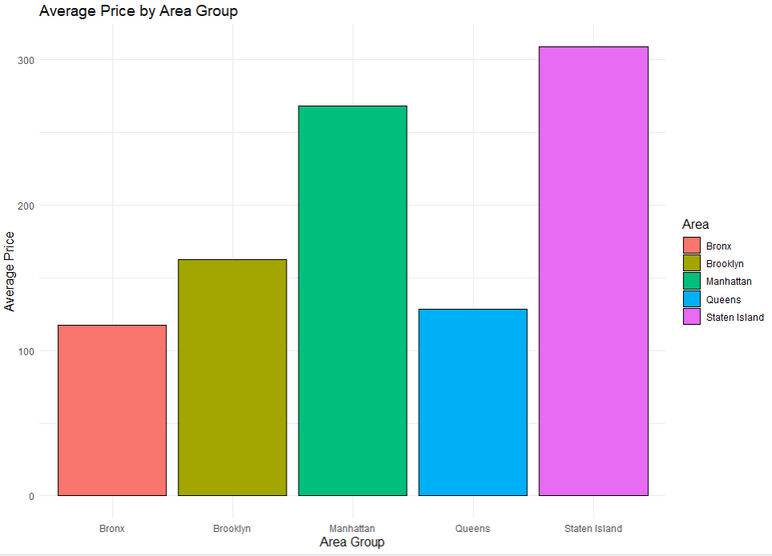 Average Price by Area Group
300
200
100
0
Average Price
Bronx
Brooklyn
Manhattan
Queens
Staten Island
Area Group
Area
Bronx
Brooklyn
Manhattan
Queens
Staten Island